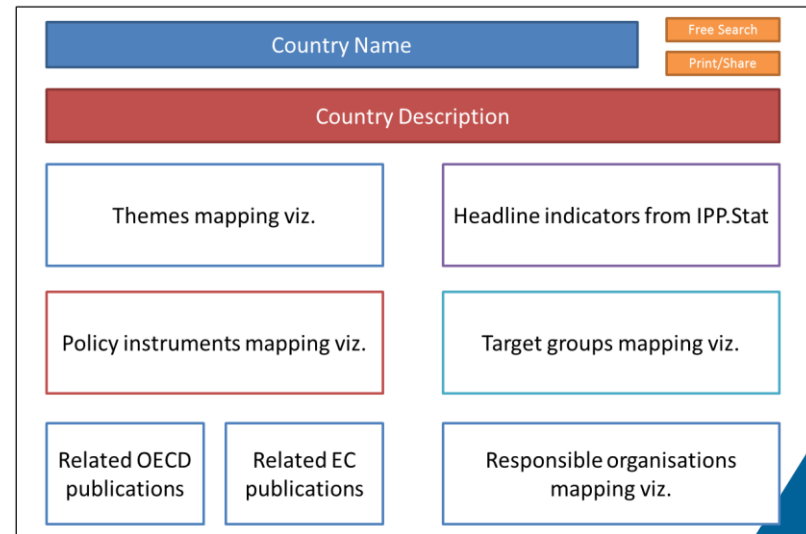 Country Name
Free Search
Print/Share
Country Description
Themes mapping viz.
Headline indicators from IPP.Stat
Policy instruments mapping viz.
Target groups mapping viz.
Related OECD
publications
Related EC
publications
Responsible organisations
mapping viz.